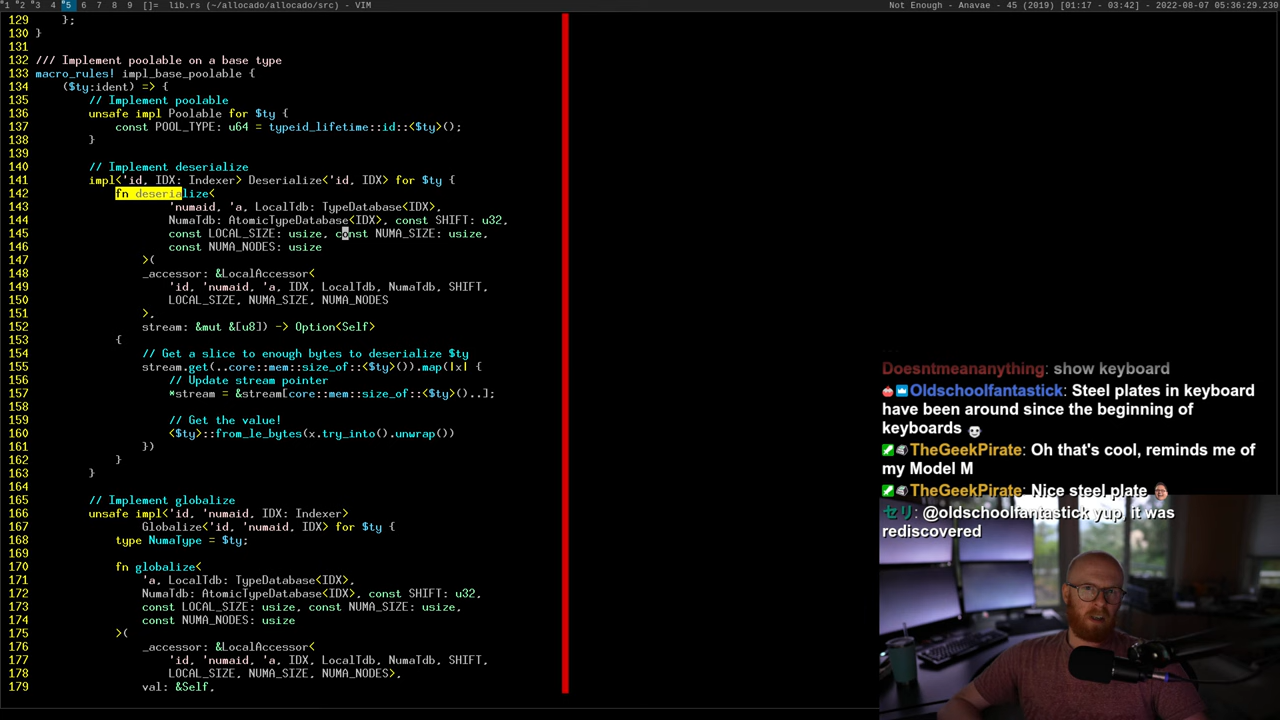 1 2 3 4 5 6 7 8 9 []= lib.rs (~/allocado/allocado/src) - VIM
Not Enough - Anavae - 45 (2019) [01:17 - 03:42] - 2022-08-07 05:36:29.230
129 };
130 }
131
132 /// Implement poolable on a base type
133 macro_rules! impl_base_poolable {
134 ($ty:ident) => {
135 // Implement poolable
136 unsafe impl Poolable for $ty {
137 const POOL_TYPE: u64 = typeid_lifetime::id::<$ty>();
138 }
139
140 // Implement deserialize
141 impl<'id, IDX: Indexer> Deserialize<'id, IDX> for $ty {
142 fn deserialize<
143 'numaid, 'a, LocalTdb: TypeDatabase<IDX>,
144 NumaTdb: AtomicTypeDatabase<IDX>, const SHIFT: u32,
145 const LOCAL_SIZE: usize, const NUMA_SIZE: usize,
146 const NUMA_NODES: usize
147 >(
148 _accessor: &LocalAccessor<
149 'id, 'numaid, 'a, IDX, LocalTdb, NumaTdb, SHIFT,
150 LOCAL_SIZE, NUMA_SIZE, NUMA_NODES
151 >,
152 stream: &mut &[u8]) -> Option<Self>
153 {
154 // Get a slice to enough bytes to deserialize $ty
155 stream.get(..core::mem::size_of::<$ty>()).map(|x| {
156 // Update stream pointer
157 *stream = &stream[core::mem::size_of::<$ty>()..];
158
159 // Get the value!
160 <$ty>::from_le_bytes(x.try_into().unwrap())
161 })
162 }
163 }
164
165 // Implement globalize
166 unsafe impl<'id, 'numaid, IDX: Indexer>
167 Globalize<'id, 'numaid, IDX> for $ty {
168 type NumaType = $ty;
169
170 fn globalize<
171 'a, LocalTdb: TypeDatabase<IDX>,
172 NumaTdb: AtomicTypeDatabase<IDX>, const SHIFT: u32,
173 const LOCAL_SIZE: usize, const NUMA_SIZE: usize,
174 const NUMA_NODES: usize
175 >(
176 _accessor: &LocalAccessor<
177 'id, 'numaid, 'a, IDX, LocalTdb, NumaTdb, SHIFT,
178 LOCAL_SIZE, NUMA_SIZE, NUMA_NODES>,
179 val: &Self,
Doesntmeananything: show keyboard
Oldschoolfantastick: Steel plates in keyboard
have been around since the beginning of
keyboards
TheGeekPirate: Oh that's cool, reminds me of
my Model M
TheGeekPirate: Nice steel plate
セリ: @oldschoolfantastick yup, it was
rediscovered